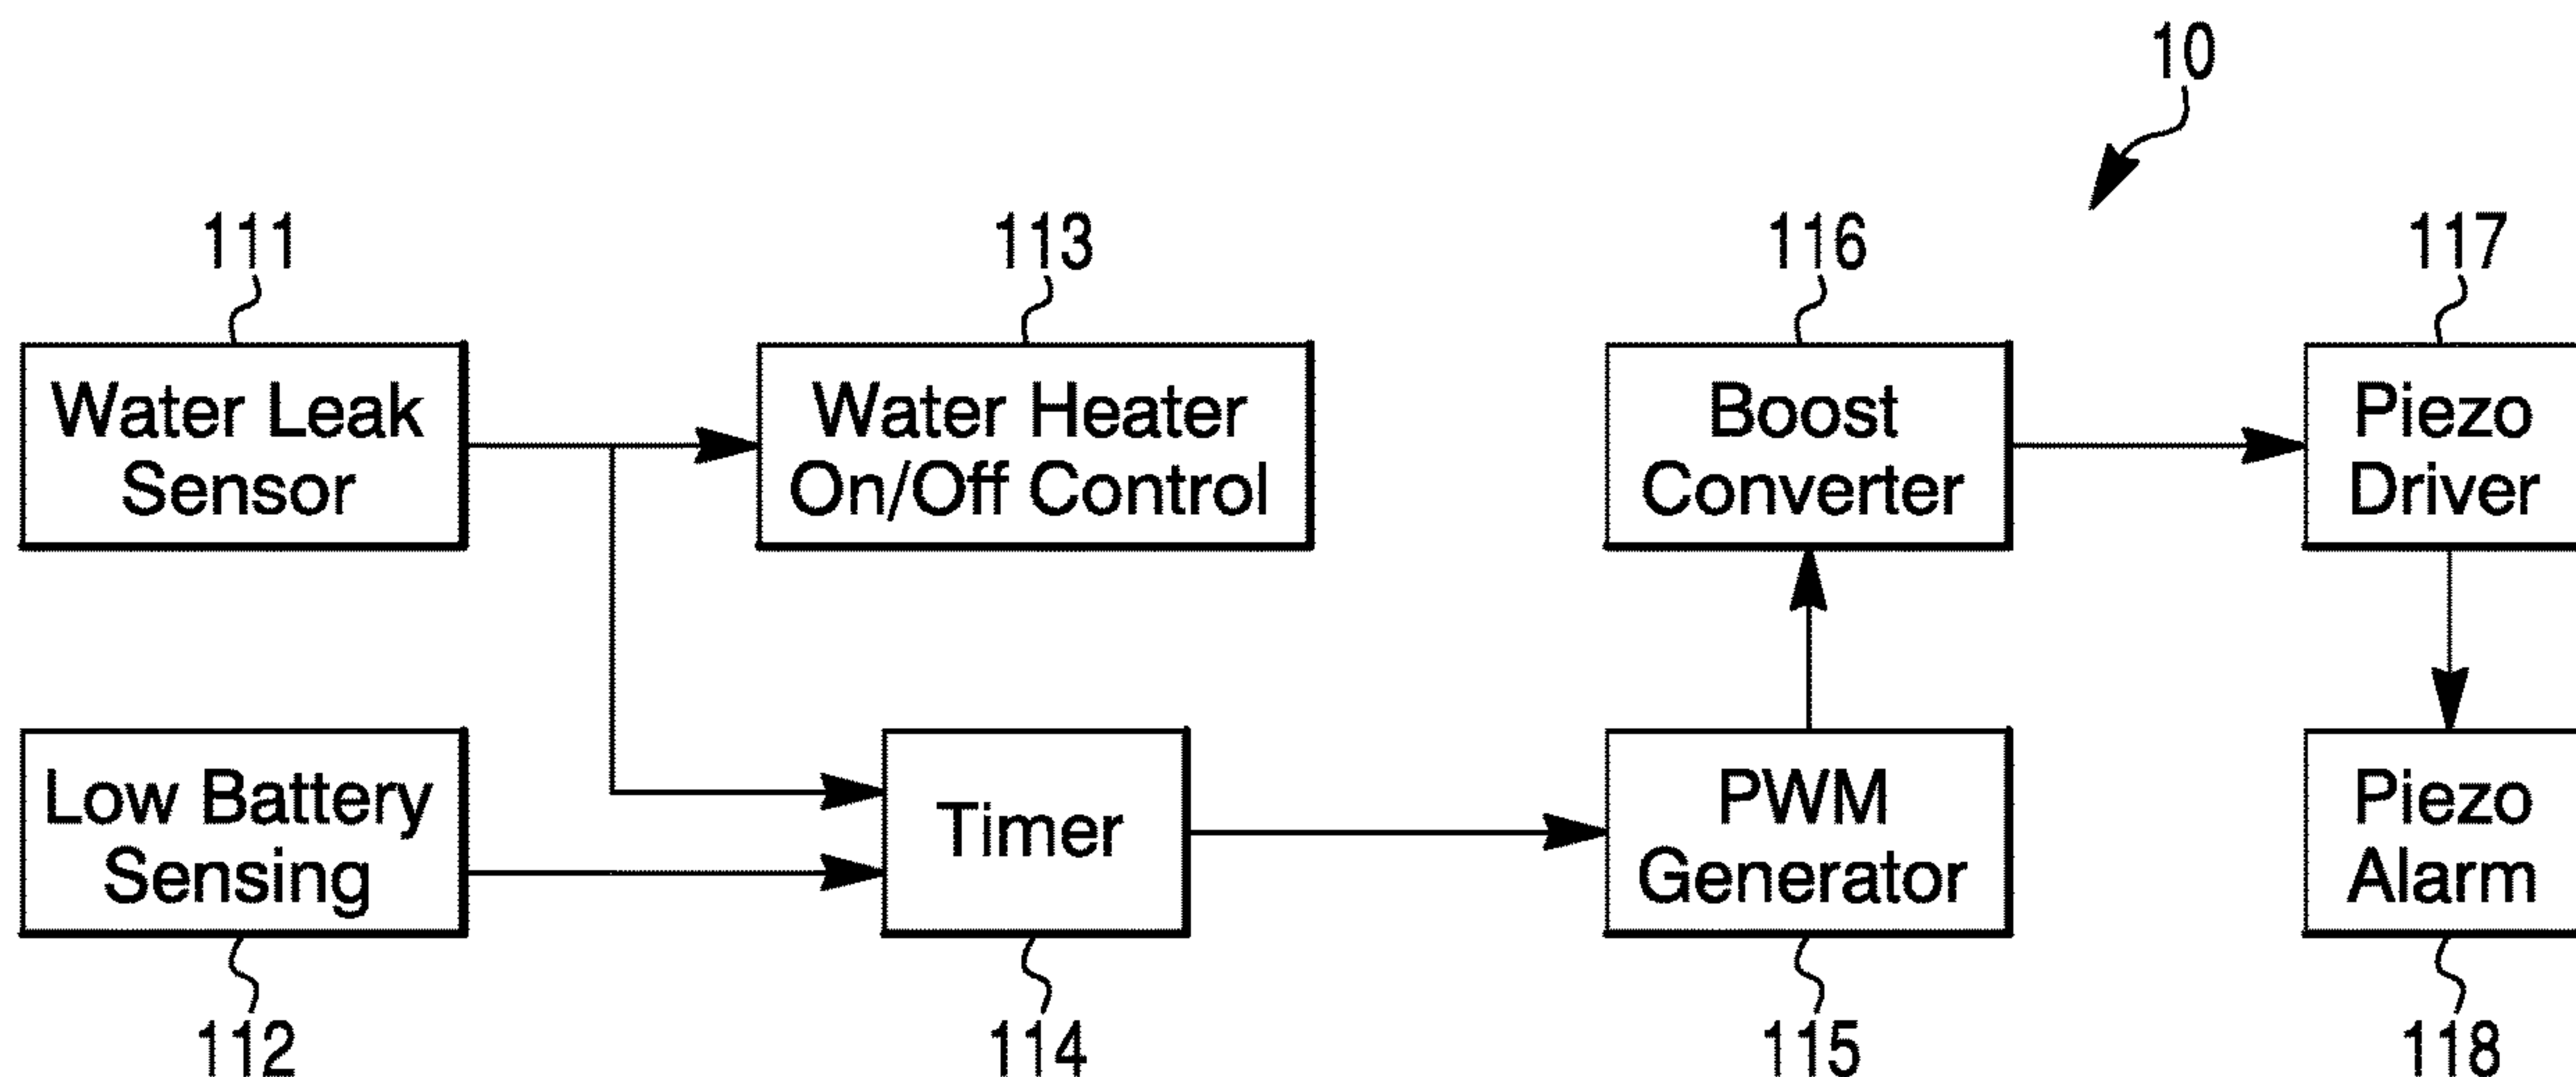 10
111
113
116
117
Water Leak
Sensor
Water Heater
On/Off Control
Boost
Converter
Piezo
Driver
Low Battery
Sensing
Timer
PWM
Generator
Piezo
Alarm
112
114
115
118